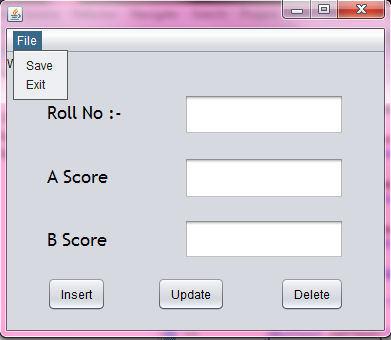 File
Save
Exit
Roll No :-
A Score
B Score
Insert
Update
Delete